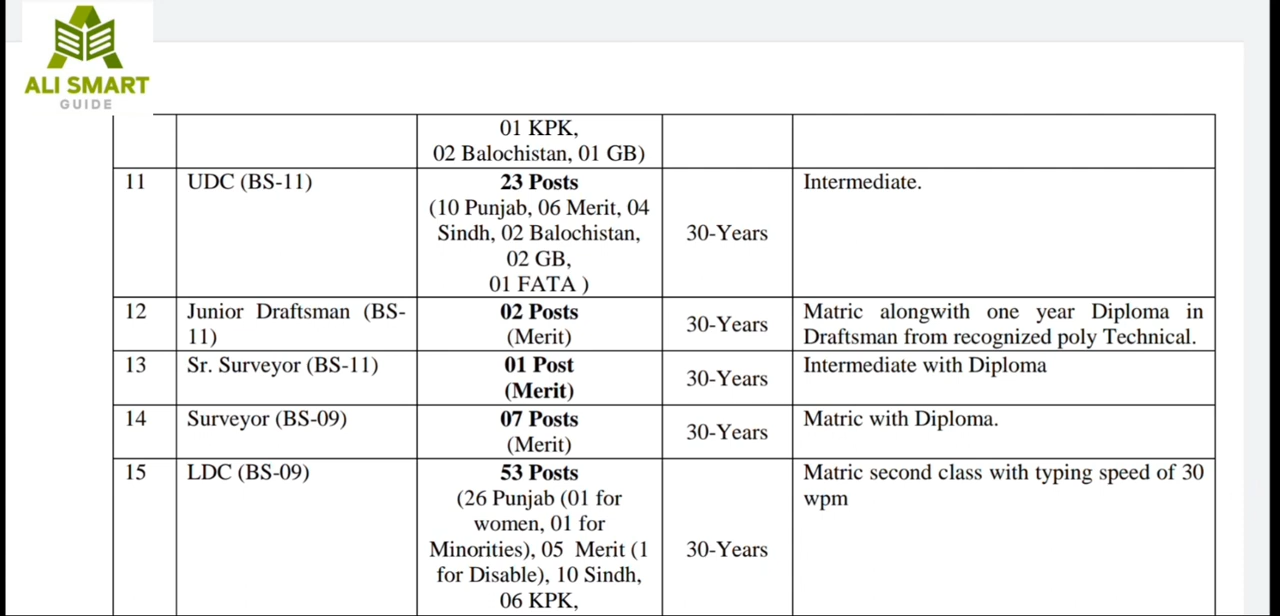 ALI SMART
GUIDE
01 KPK,
02 Balochistan, 01 GB)
11 UDC (BS-11) 23 Posts Intermediate.
(10 Punjab, 06 Merit, 04
Sindh, 02 Balochistan, 30-Years
02 GB,
01 FATA )
12 Junior Draftsman (BS- 02 Posts Matric alongwith one year Diploma in
11) (Merit) 30-Years Draftsman from recognized poly Technical.
13 Sr. Surveyor (BS-11) 01 Post Intermediate with Diploma
(Merit) 30-Years
14 Surveyor (BS-09) 07 Posts Matric with Diploma.
(Merit) 30-Years
15 LDC (BS-09) 53 Posts Matric second class with typing speed of 30
(26 Punjab (01 for wpm
women, 01 for
Minorities), 05 Merit (1 30-Years
for Disable), 10 Sindh,
06 KPK,